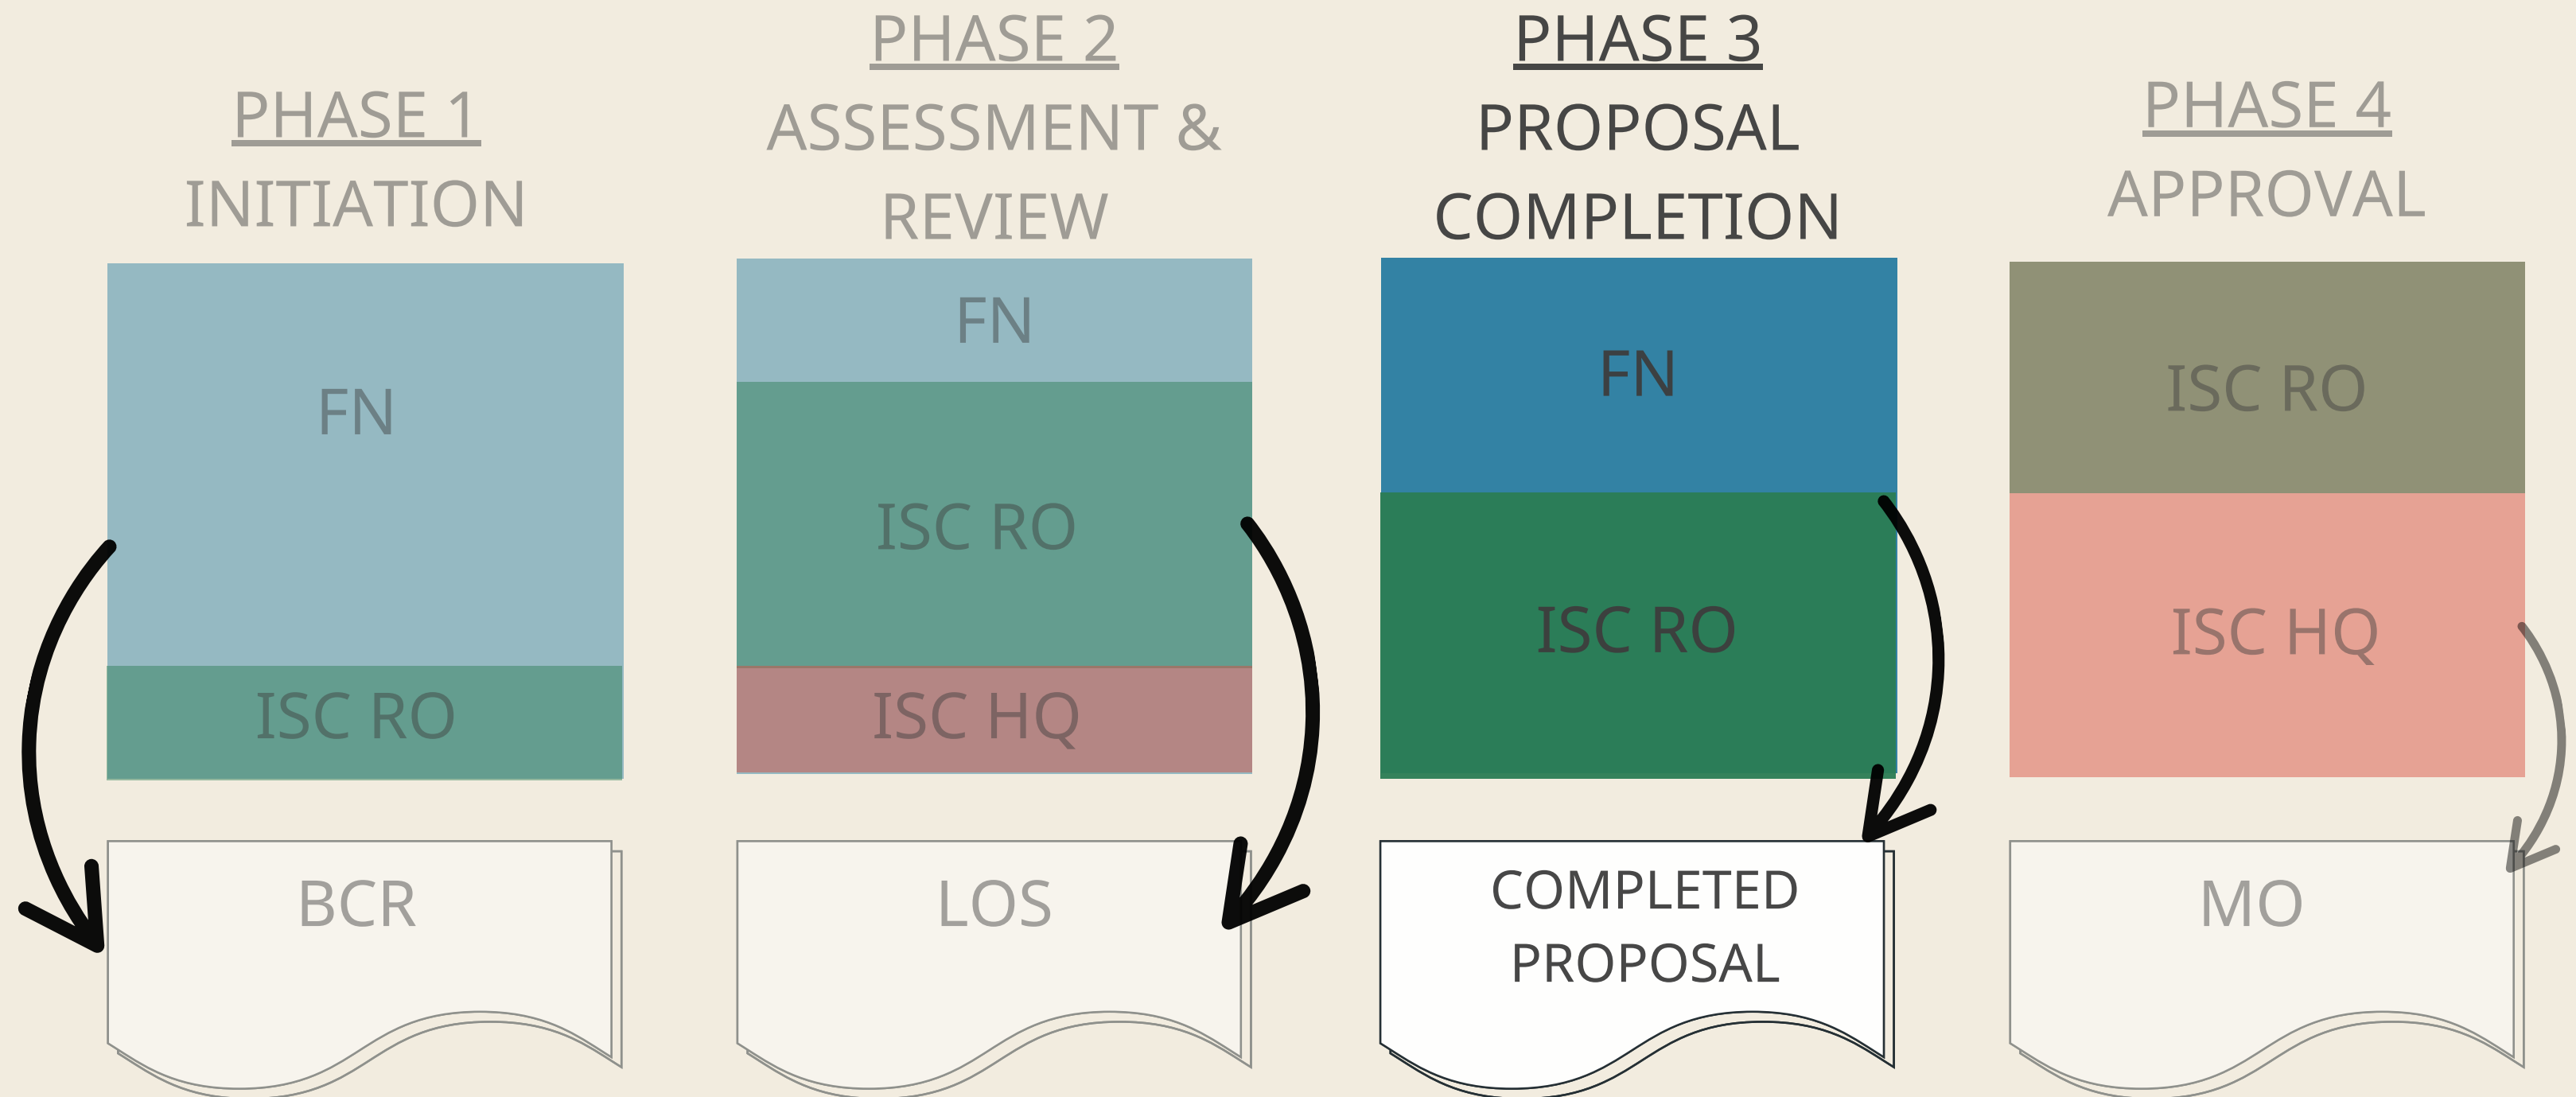 PHASE 1
INITIATION
FN
ISC RO
BCR
PHASE 2
ASSESSMENT &
REVIEW
FN
ISC RO
ISC HQ
LOS
PHASE 3
PROPOSAL
COMPLETION
FN
ISC RO
COMPLETED
PROPOSAL
PHASE 4
APPROVAL
ISC RO
ISC HQ
MO